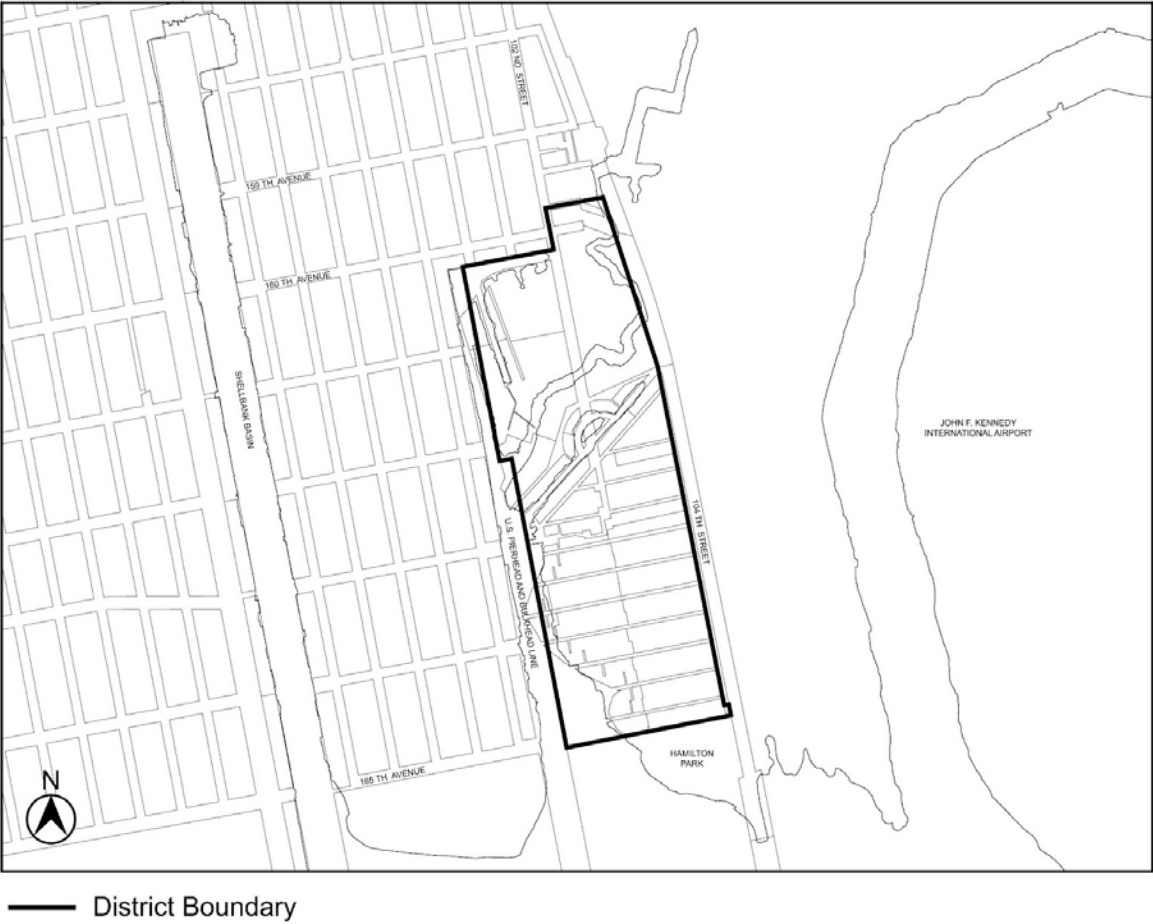 102 ND STREET
159 TH AVENUE
160 TH AVENUE
SHELLBANK BASIN
JOHN F. KENNEDY
INTERNATIONAL AIRPORT
104 TH STREET
U.S. PIERHEAD AND BULKHEAD LINE
HAMILTON
PARK
165 TH AVENUE
N
District Boundary